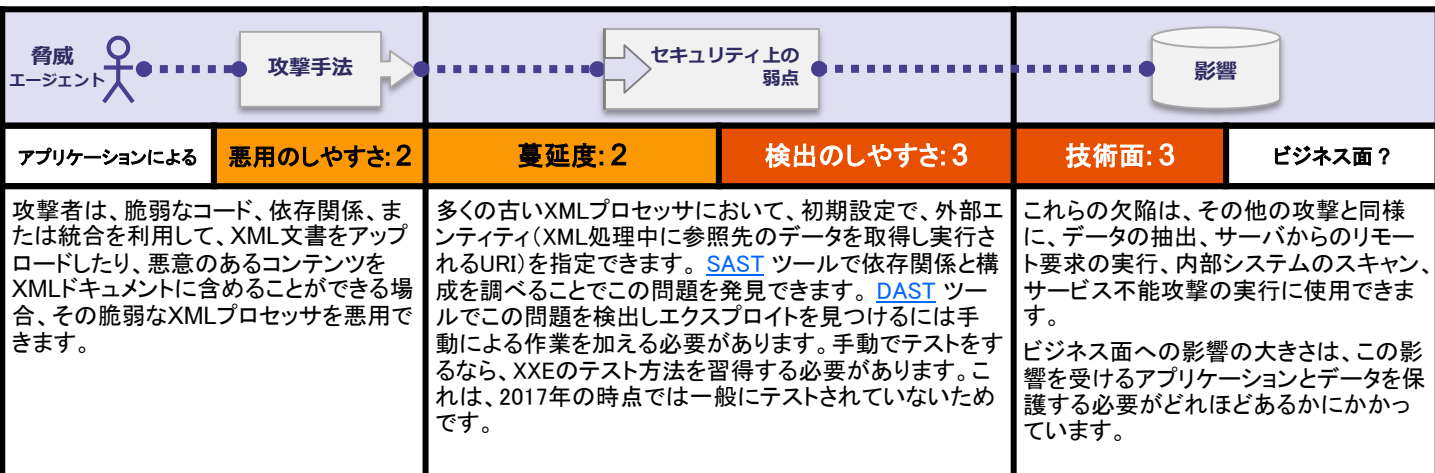 脅威
エージェント
攻撃手法
セキュリティ上の
弱点
影響
アプリケーションによる
悪用のしやすさ: 2
蔓延度: 2
検出のしやすさ: 3
技術面: 3
ビジネス面 ?
攻撃者は、脆弱なコード、依存関係、ま
たは統合を利用して、XML文書をアップ
ロードしたり、悪意のあるコンテンツを
XMLドキュメントに含めることができる場
合、その脆弱なXMLプロセッサを悪用で
きます。
多くの古いXMLプロセッサにおいて、初期設定で、外部エ
ンティティ(XML処理中に参照先のデータを取得し実行さ
れるURI)を指定できます。 SAST ツールで依存関係と構
成を調べることでこの問題を発見できます。 DAST ツー
ルでこの問題を検出しエクスプロイトを見つけるには手
動による作業を加える必要があります。手動でテストをす
るなら、XXEのテスト方法を習得する必要があります。こ
れは、2017年の時点では一般にテストされていないため
です。
これらの欠陥は、その他の攻撃と同様
に、データの抽出、サーバからのリモー
ト要求の実行、内部システムのスキャン、
サービス不能攻撃の実行に使用できま
す。
ビジネス面への影響の大きさは、この影
響を受けるアプリケーションとデータを保
護する必要がどれほどあるかにかかっ
ています。